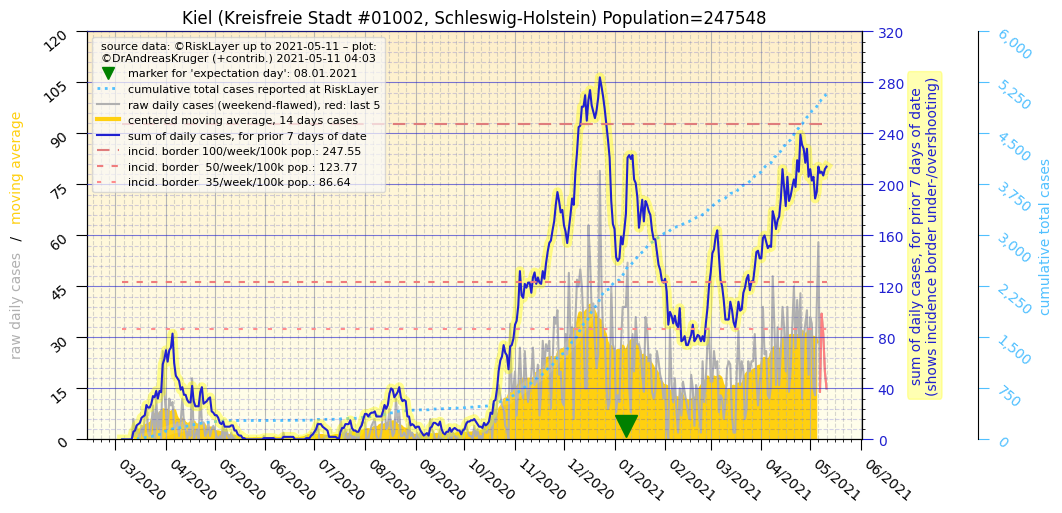 Kiel (Kreisfreie Stadt #01002, Schleswig-Holstein) Population=247548
source data: ©RiskLayer up to 2021-05-11 – plot:
©DrAndreasKruger (+contrib.) 2021-05-11 04:03
marker for 'expectation day': 08.01.2021
cumulative total cases reported at RiskLayer
raw daily cases (weekend-flawed), red: last 5
centered moving average, 14 days cases
sum of daily cases, for prior 7 days of date
incid. border 100/week/100k pop.: 247.55
incid. border  50/week/100k pop.: 123.77
incid. border  35/week/100k pop.: 86.64
raw daily cases / moving average
120
105
90
75
60
45
30
15
0
320
280
240
200
160
120
80
40
0
sum of daily cases, for prior 7 days of date
(shows incidence border under-/overshooting)
6,000
5,250
4,500
3,750
3,000
2,250
1,500
750
0
cumulative total cases
03/2020
04/2020
05/2020
06/2020
07/2020
08/2020
09/2020
10/2020
11/2020
12/2020
01/2021
02/2021
03/2021
04/2021
05/2021
06/2021